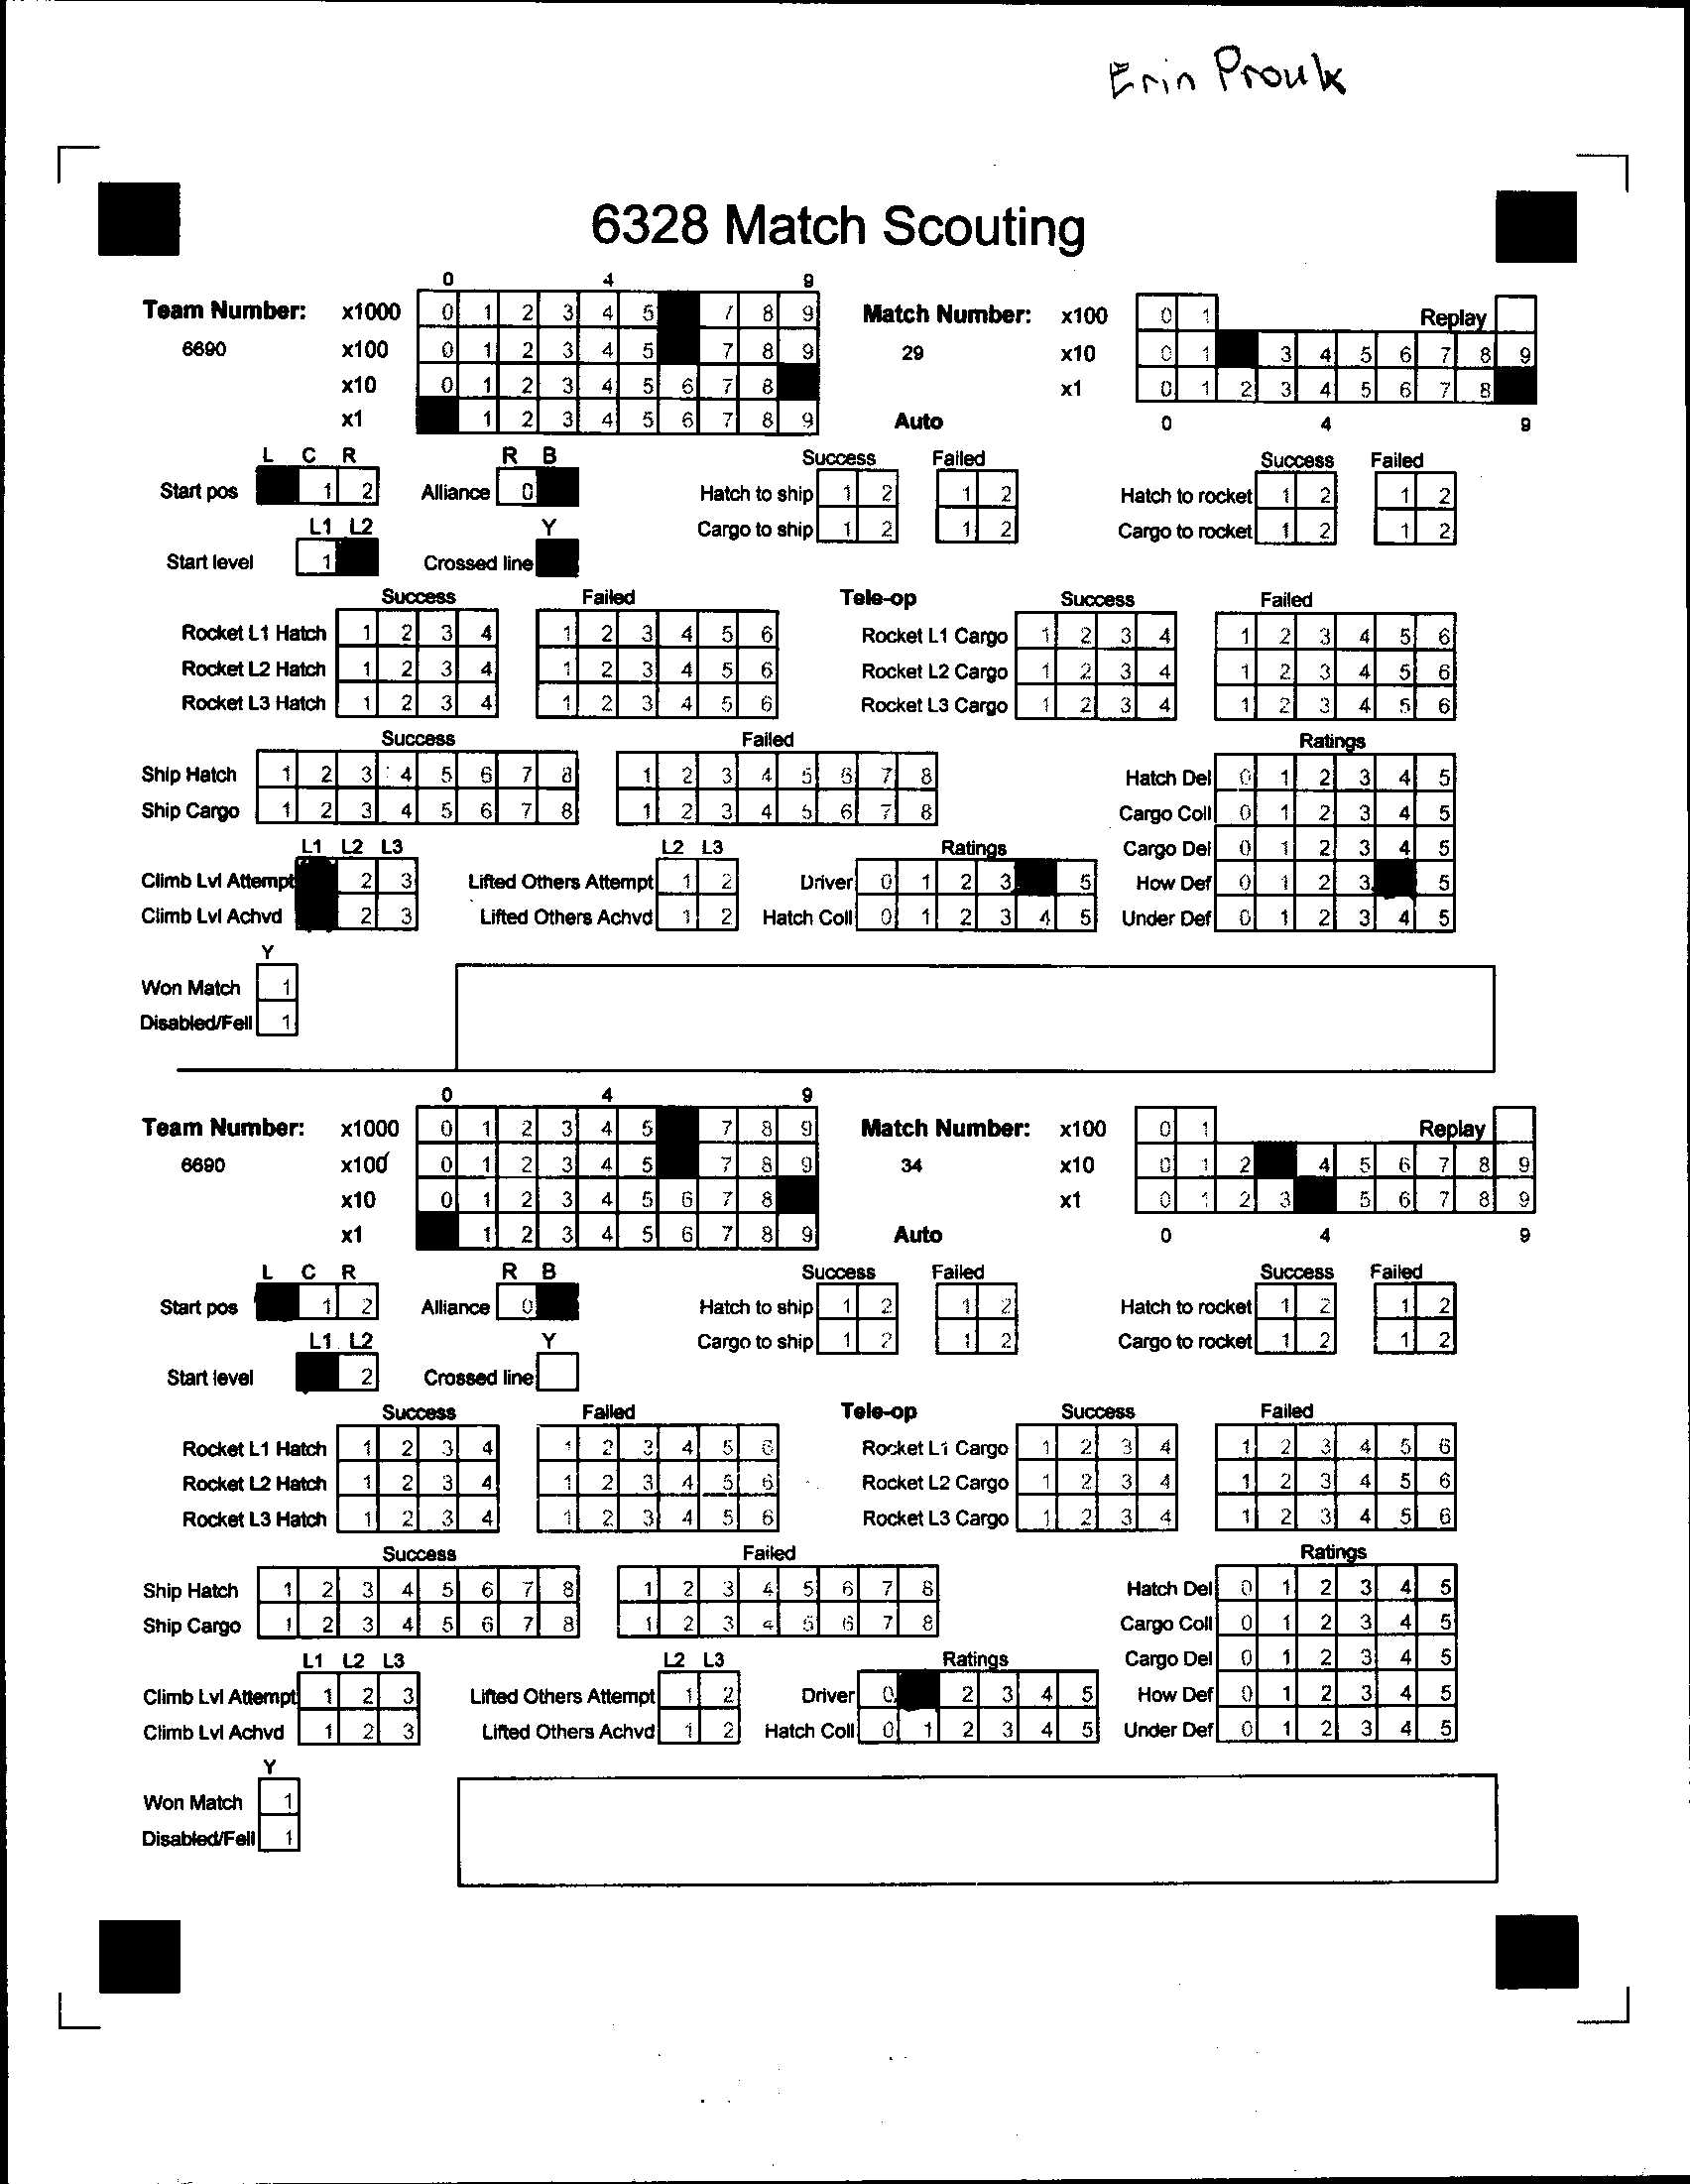 Erin Prouk
6328 Match Scouting
0 4 9
Team Number: x1000 0 1 2 3 4 5 7 8 9 Match Number: x100 0 1 Replay
6690 x100 0 1 2 3 4 5 7 8 9 29 x10 0 1 3 4 5 6 7 8 9
x10 0 1 2 3 4 5 6 7 8 x1 0 1 2 3 4 5 6 7 8
x1 1 2 3 4 5 6 7 8 9 Auto 0 4 9
L C R R B Success Failed Success Failed
Start pos 1 2 Alliance 0 Hatch to ship 1 2 1 2 Hatch to rocket 1 2 1 2
L1 L2 Y Cargo to ship 1 2 1 2 Cargo to rocket 1 2 1 2
Start level 1 Crossed line
Success Failed Tele-op Success Failed
Rocket L1 Hatch 1 2 3 4 1 2 3 4 5 6 Rocket L1 Cargo 1 2 3 4 1 2 3 4 5 6
Rocket L2 Hatch 1 2 3 4 1 2 3 4 5 6 Rocket L2 Cargo 1 2 3 4 1 2 3 4 5 6
Rocket L3 Hatch 1 2 3 4 1 2 3 4 5 6 Rocket L3 Cargo 1 2 3 4 1 2 3 4 5 6
Success Failed Ratings
Ship Hatch 1 2 3 4 5 6 7 8 1 2 3 4 5 6 7 8 Hatch Del 0 1 2 3 4 5
Ship Cargo 1 2 3 4 5 6 7 8 1 2 3 4 5 6 7 8 Cargo Coll 0 1 2 3 4 5
L1 L2 L3 L2 L3 Ratings Cargo Del 0 1 2 3 4 5
Climb Lvl Attempt 2 3 Lifted Others Attempt 1 2 Driver 0 1 2 3 5 How Def 0 1 2 3 5
Climb Lvl Achvd 2 3 Lifted Others Achvd 1 2 Hatch Coll 0 1 2 3 4 5 Under Def 0 1 2 3 4 5
Y
Won Match 1
Disabled/Fell 1
0 4 9
Team Number: x1000 0 1 2 3 4 5 7 8 9 Match Number: x100 0 1 Replay
6690 x100 0 1 2 3 4 5 7 8 9 34 x10 0 1 2 4 5 6 7 8 9
x10 0 1 2 3 4 5 6 7 8 x1 0 1 2 3 5 6 7 8 9
x1 1 2 3 4 5 6 7 8 9 Auto 0 4 9
L C R R B Success Failed Success Failed
Start pos 1 2 Alliance 0 Hatch to ship 1 2 1 2 Hatch to rocket 1 2 1 2
L1 L2 Y Cargo to ship 1 2 1 2 Cargo to rocket 1 2 1 2
Start level 2 Crossed line
Success Failed Tele-op Success Failed
Rocket L1 Hatch 1 2 3 4 1 2 3 4 5 6 Rocket L1 Cargo 1 2 3 4 1 2 3 4 5 6
Rocket L2 Hatch 1 2 3 4 1 2 3 4 5 6 Rocket L2 Cargo 1 2 3 4 1 2 3 4 5 6
Rocket L3 Hatch 1 2 3 4 1 2 3 4 5 6 Rocket L3 Cargo 1 2 3 4 1 2 3 4 5 6
Success Failed Ratings
Ship Hatch 1 2 3 4 5 6 7 8 1 2 3 4 5 6 7 8 Hatch Del 0 1 2 3 4 5
Ship Cargo 1 2 3 4 5 6 7 8 1 2 3 4 5 6 7 8 Cargo Coll 0 1 2 3 4 5
L1 L2 L3 L2 L3 Ratings Cargo Del 0 1 2 3 4 5
Climb Lvl Attempt 1 2 3 Lifted Others Attempt 1 2 Driver 0 2 3 4 5 How Def 0 1 2 3 4 5
Climb Lvl Achvd 1 2 3 Lifted Others Achvd 1 2 Hatch Coll 0 1 2 3 4 5 Under Def 0 1 2 3 4 5
Y
Won Match 1
Disabled/Fell 1